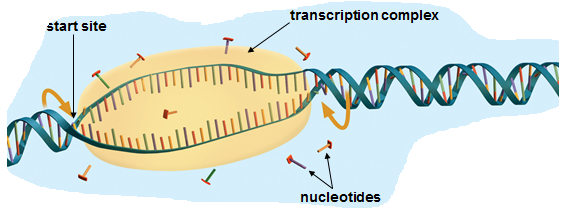 transcription complex
start site
nucleotides